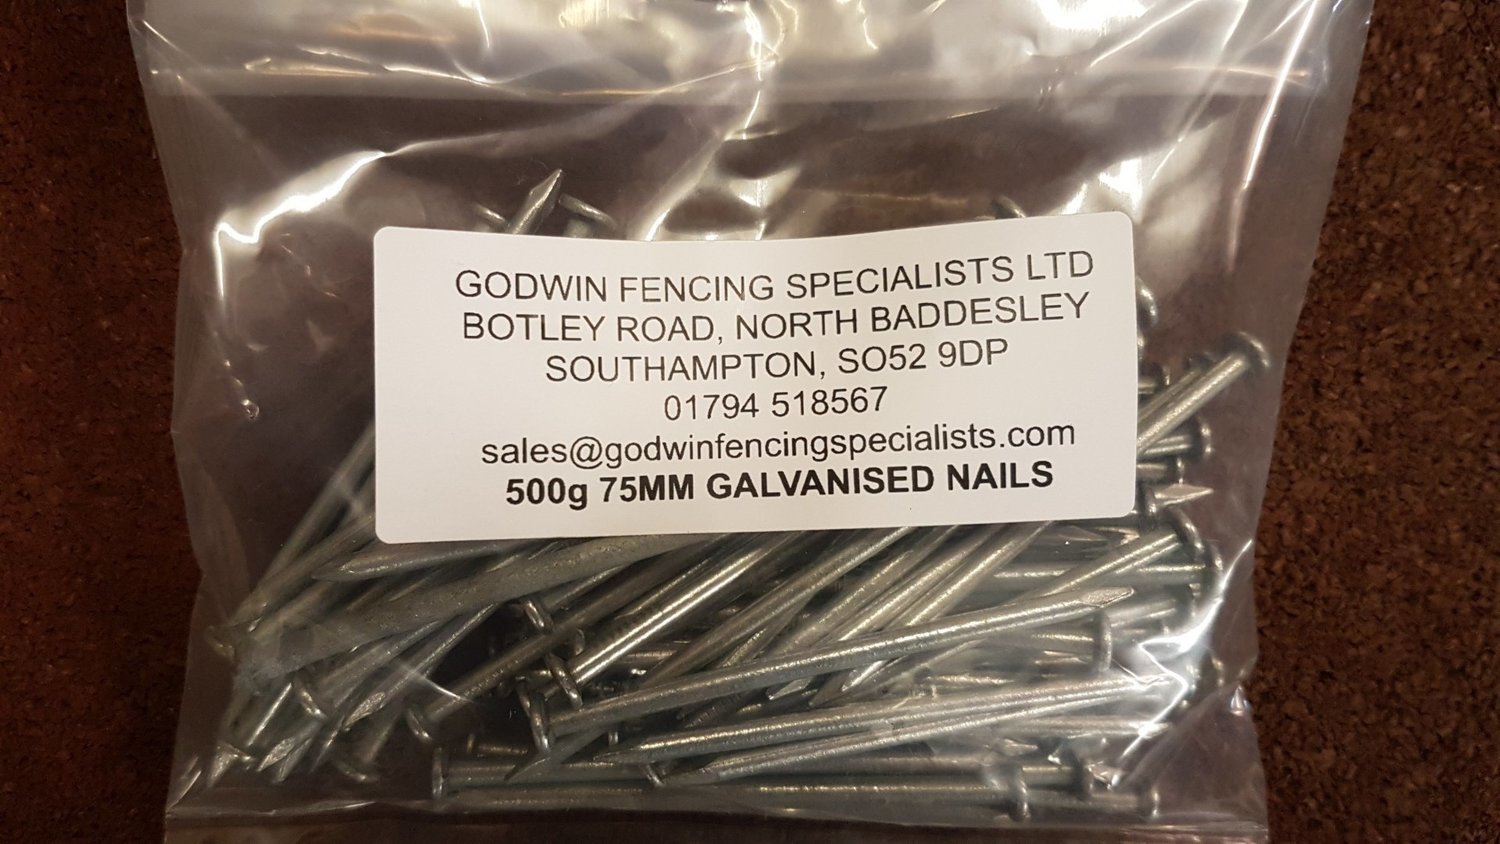 GODWIN FENCING SPECIALISTS LTD
BOTLEY ROAD, NORTH BADDESLEY
SOUTHAMPTON, SO52 9DP
01794 518567
sales@godwinfencingspecialists.com
500g 75MM GALVANISED NAILS